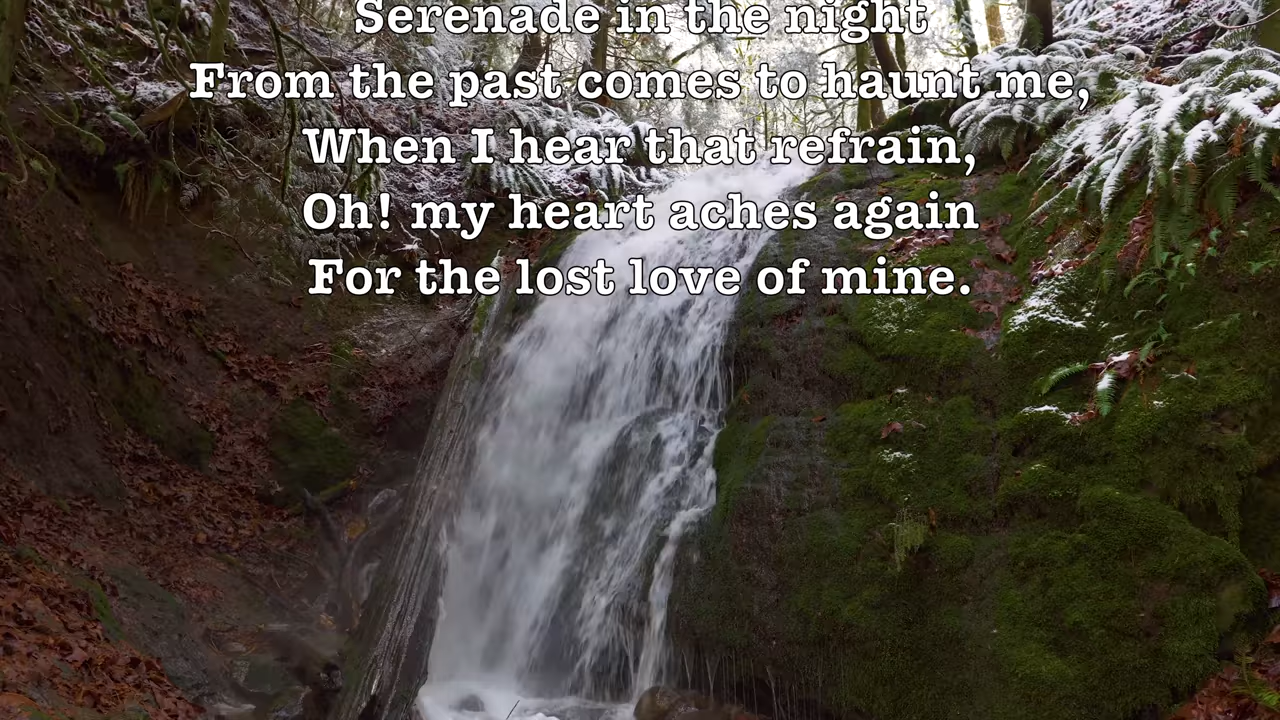 Serenade in the night
From the past comes to haunt me,
When I hear that refrain,
Oh! my heart aches again
For the lost love of mine.